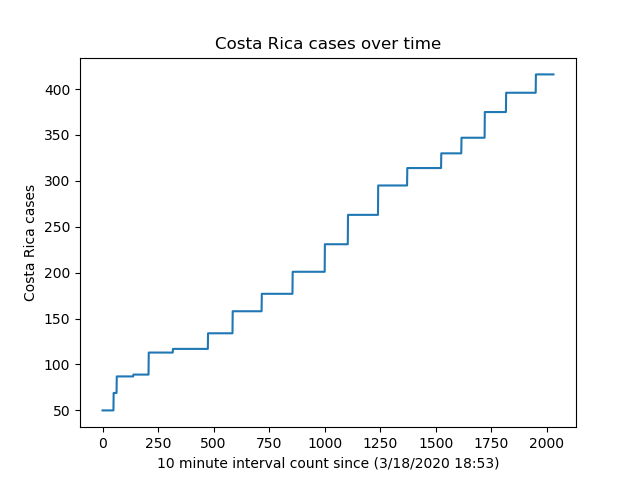 Costa Rica cases over time
Costa Rica cases
400
350
300
250
200
150
100
50
0 250 500 750 1000 1250 1500 1750 2000
10 minute interval count since (3/18/2020 18:53)